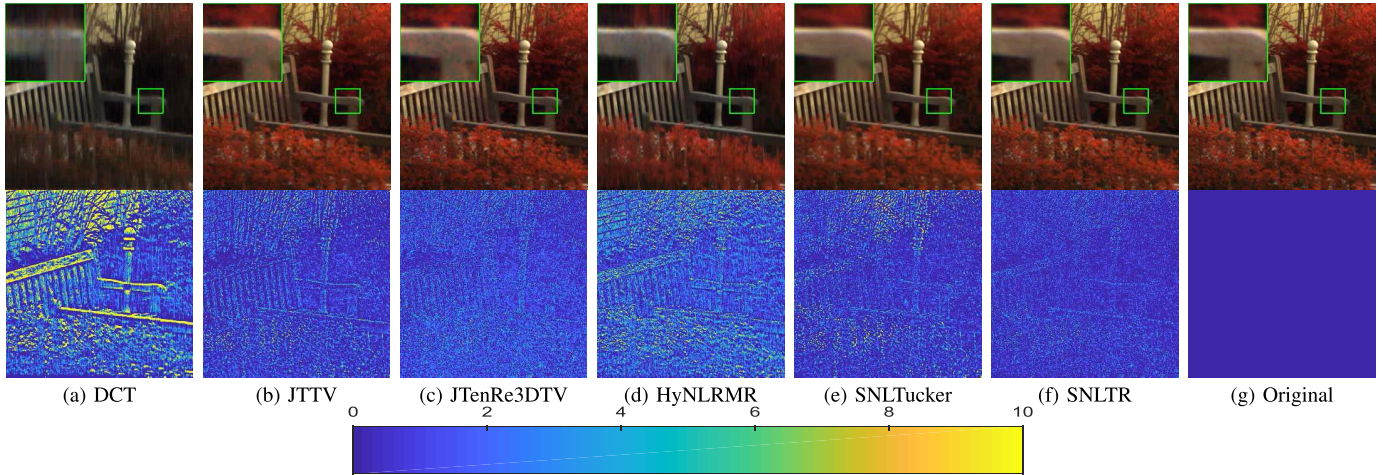 (a) DCT (b) JTTV (c) JTenRe3DTV (d) HyNLRMR (e) SNLTucker (f) SNLTR (g) Original
0 2 4 6 8 10